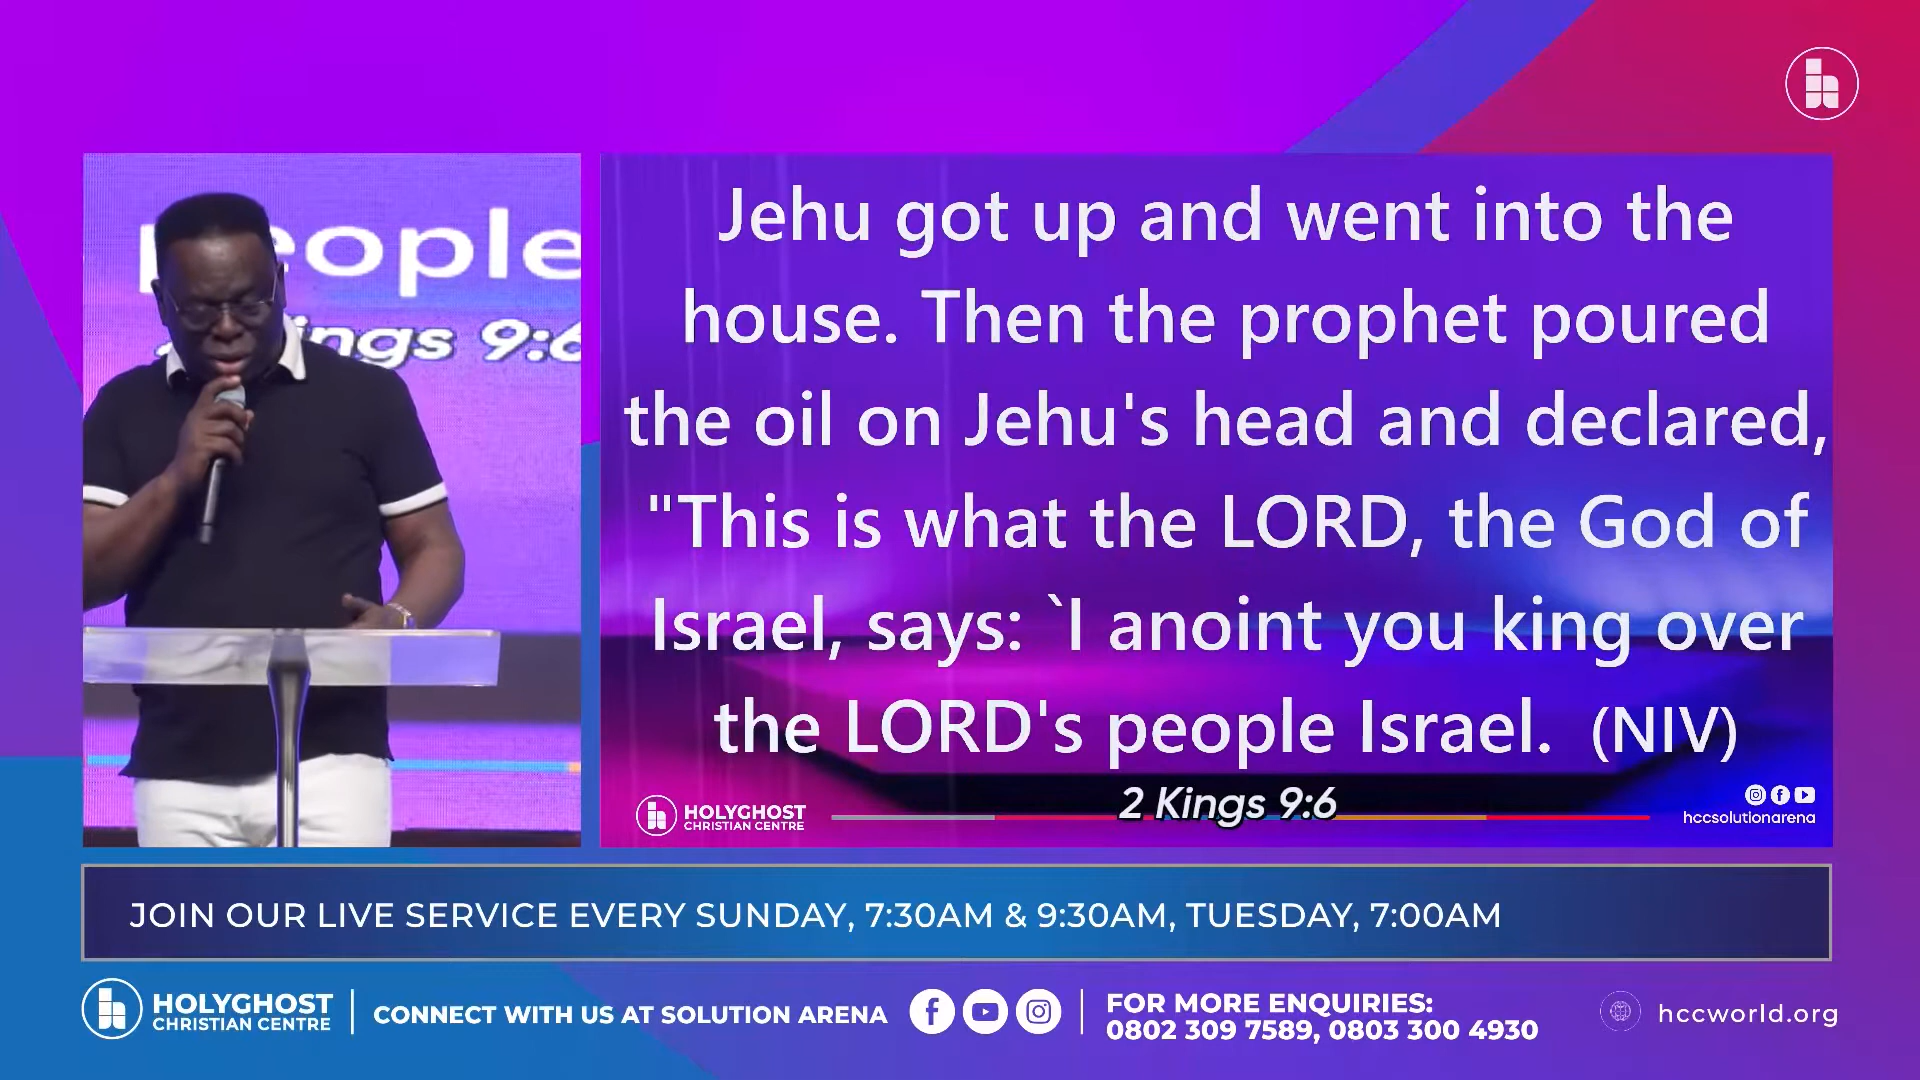 people
Kings 9:6
Jehu got up and went into the
house. Then the prophet poured
the oil on Jehu's head and declared,
"This is what the LORD, the God of
Israel, says: `I anoint you king over
the LORD's people Israel. (NIV)
2 Kings 9:6
HOLYGHOST
CHRISTIAN CENTRE
hccsolutionarena
JOIN OUR LIVE SERVICE EVERY SUNDAY, 7:30AM & 9:30AM, TUESDAY, 7:00AM
HOLYGHOST
CHRISTIAN CENTRE
CONNECT WITH US AT SOLUTION ARENA
FOR MORE ENQUIRIES:
0802 309 7589, 0803 300 4930
hccworld.org